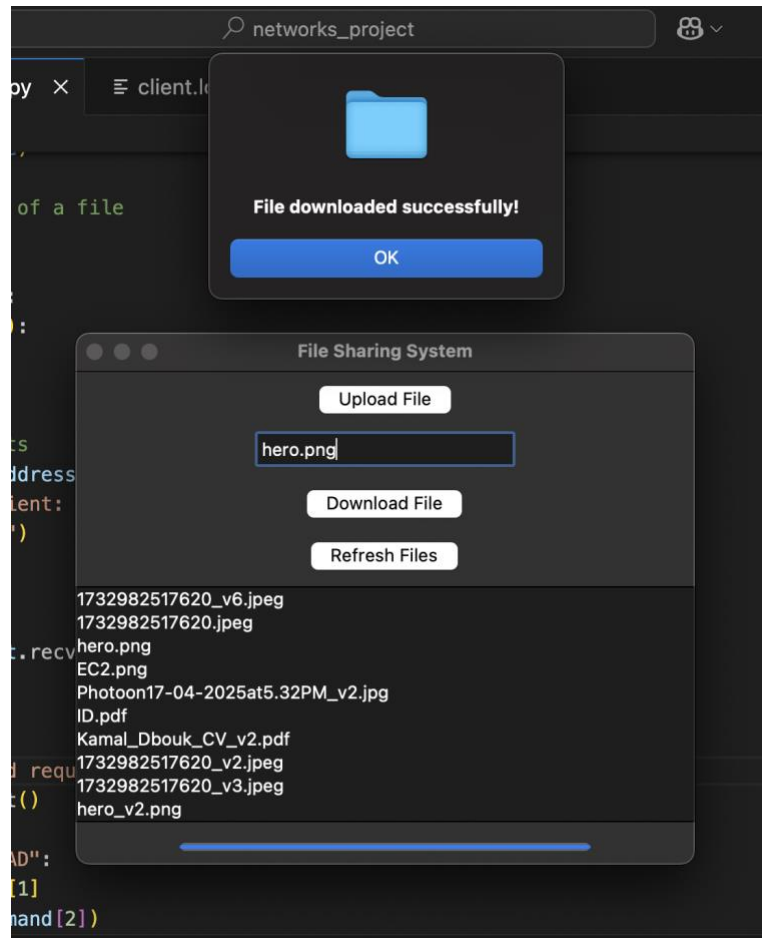 networks_project
py
client.lo
File downloaded successfully!
of a file
OK
:
):
File Sharing System
Upload File
ts
hero.png
ddress
ient:
Download File
')
Refresh Files
1732982517620_v6.jpeg
1732982517620.jpeg
t.recv
hero.png
EC2.png
Photoon17-04-2025at5.32PM_v2.jpg
ID.pdf
Kamal_Dbouk_CV_v2.pdf
d requ
1732982517620_v2.jpeg
1732982517620_v3.jpeg
t()
hero_v2.png
AD":
[1]
mand[2])